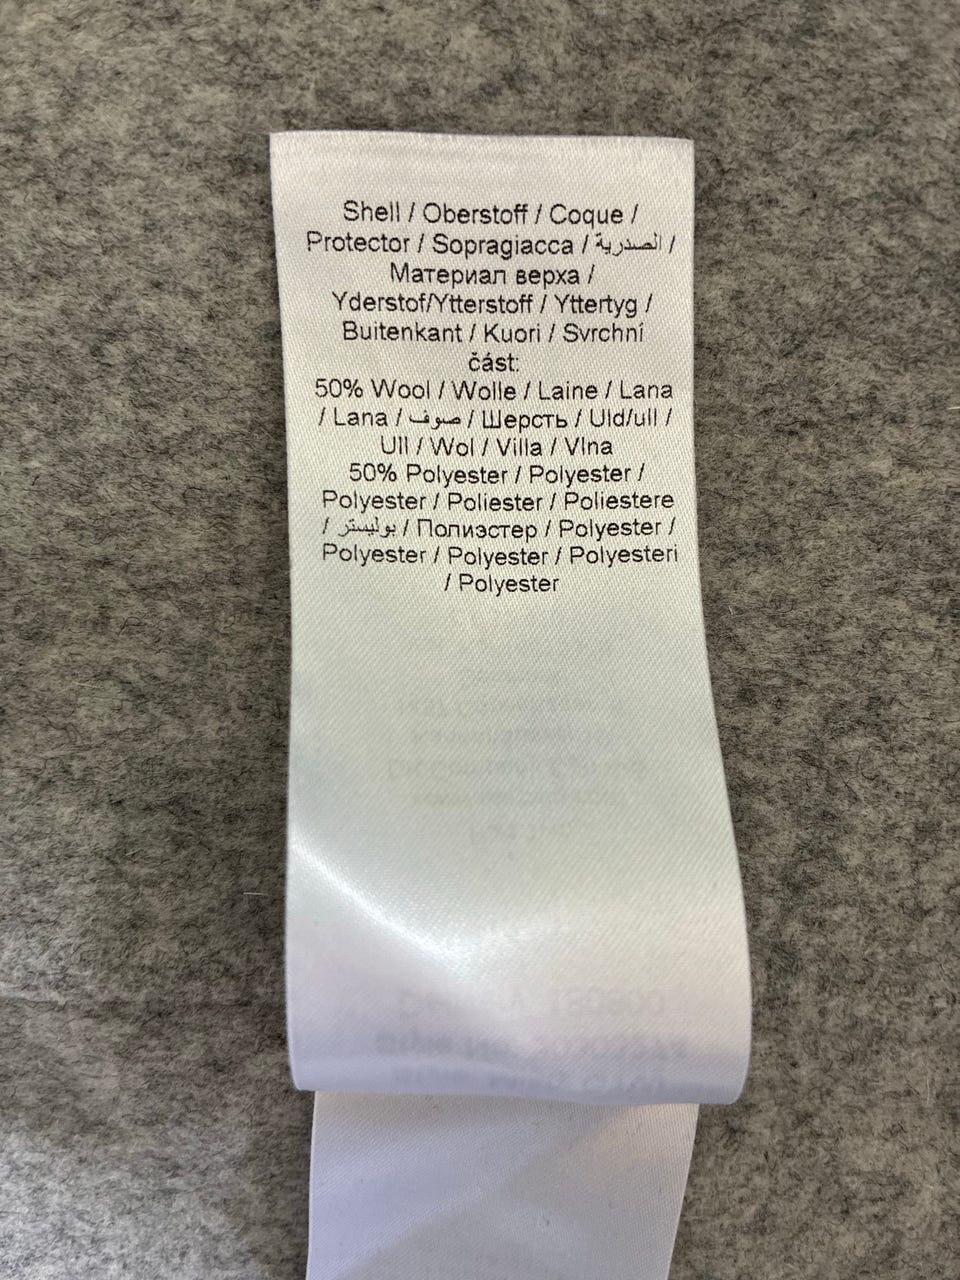 Shell / Oberstoff / Coque /
Protector / Sopragiacca / الصدرية /
Материал верха /
Yderstof/Ytterstoff / Yttertyg /
Buitenkant / Kuori / Svrchní
část:
50% Wool / Wolle / Laine / Lana
/ Lana / صوف / Шерсть / Uld/ull /
Ull / Wol / Villa / Vlna
50% Polyester / Polyester /
Polyester / Poliester / Poliestere
/ بوليستر / Полиэстер / Polyester /
Polyester / Polyester / Polyesteri
/ Polyester